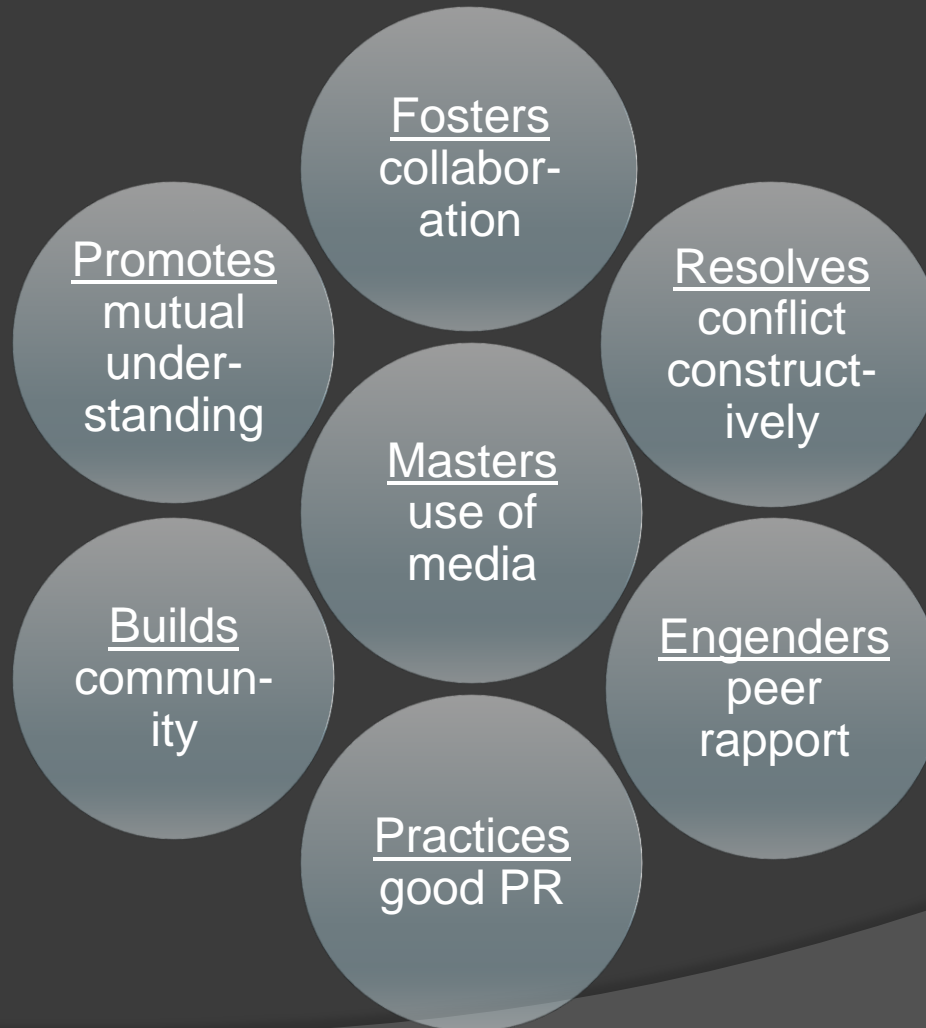 Fosters
collabor-
ation
Promotes
mutual
under-
standing
Resolves
conflict
construct-
ively
Masters
use of
media
Builds
commun-
ity
Engenders
peer
rapport
Practices
good PR